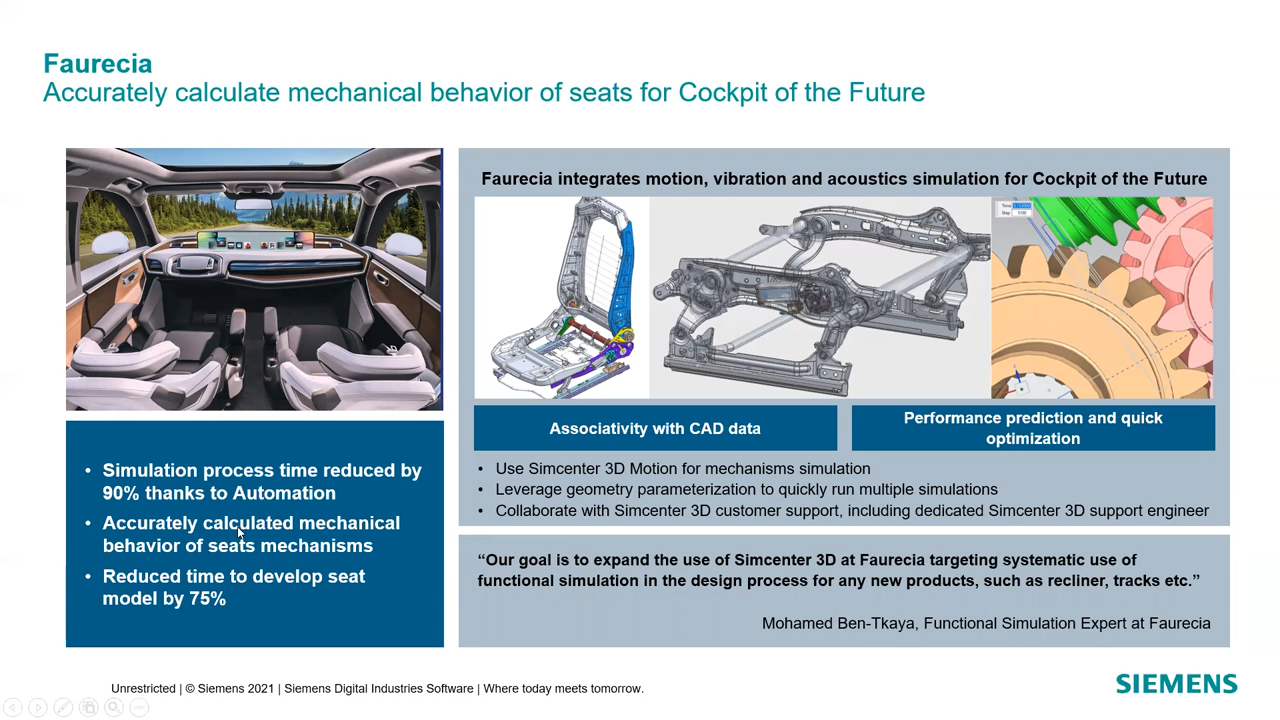 Faurecia
Accurately calculate mechanical behavior of seats for Cockpit of the Future
Faurecia integrates motion, vibration and acoustics simulation for Cockpit of the Future
Associativity with CAD data
Performance prediction and quick
optimization
• Use Simcenter 3D Motion for mechanisms simulation
• Leverage geometry parameterization to quickly run multiple simulations
• Collaborate with Simcenter 3D customer support, including dedicated Simcenter 3D support engineer
• Simulation process time reduced by
90% thanks to Automation
• Accurately calculated mechanical
behavior of seats mechanisms
• Reduced time to develop seat
model by 75%
“Our goal is to expand the use of Simcenter 3D at Faurecia targeting systematic use of
functional simulation in the design process for any new products, such as recliner, tracks etc.”
Mohamed Ben-Tkaya, Functional Simulation Expert at Faurecia
Unrestricted | © Siemens 2021 | Siemens Digital Industries Software | Where today meets tomorrow.
SIEMENS